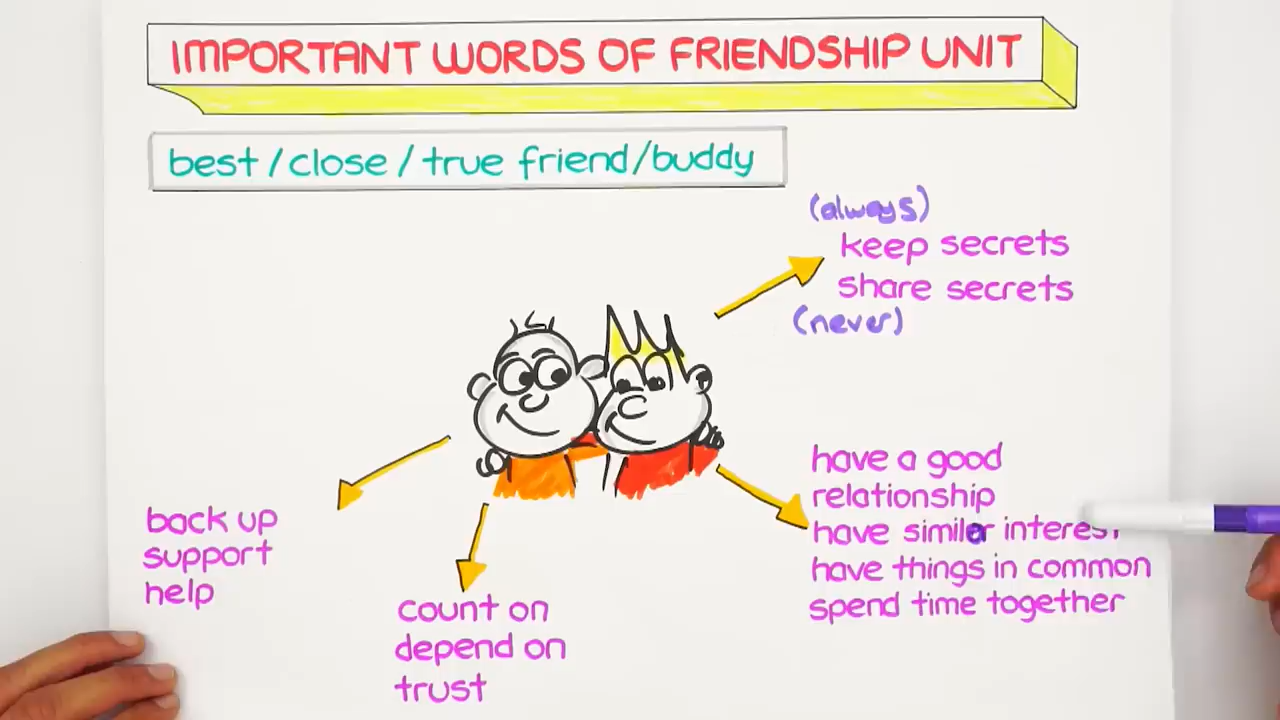 IMPORTANT WORDS OF FRIENDSHIP UNIT
best / close / true friend/buddy
(always)
keep secrets
share secrets
(never)
have a good
relationship
have similar interest
have things in common
spend time together
back up
support
help
count on
depend on
trust